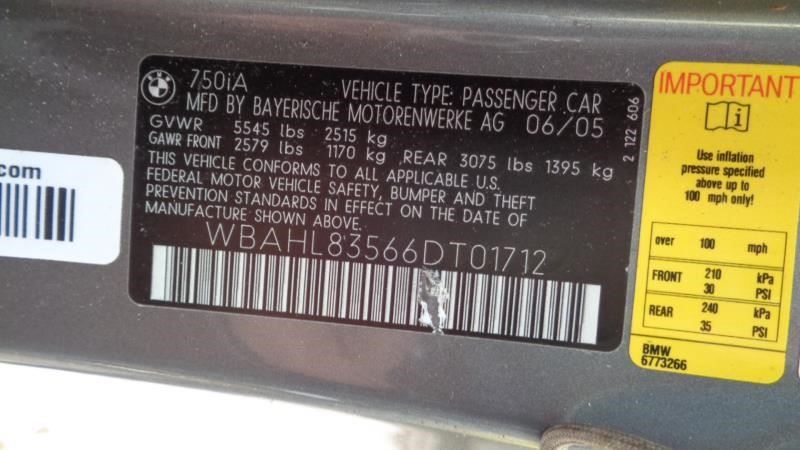 .com
BMW
750iA VEHICLE TYPE: PASSENGER CAR
MFD BY BAYERISCHE MOTORENWERKE AG 06/05
GVWR 5545 lbs 2515 kg
GAWR FRONT 2579 lbs 1170 kg ,REAR 3075 lbs 1395 kg
THIS VEHICLE CONFORMS TO ALL APPLICABLE U.S.
FEDERAL MOTOR VEHICLE SAFETY, BUMPER AND THEFT
PREVENTION STANDARDS IN EFFECT ON THE DATE OF
MANUFACTURE SHOWN ABOVE.
WBAHL83566DT01712
2 122 606
IMPORTANT
i
Use inflation
pressure specified
above up to
100 mph only!
over 100 mph
FRONT 210 kPa
30 PSI
REAR 240 kPa
35 PSI
BMW
6773266